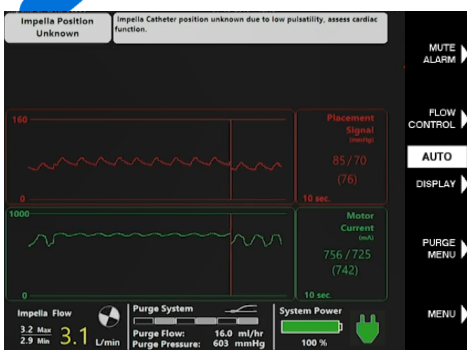 Impella Position
Unknown
Impella Catheter position unknown due to low pulsatility, assess cardiac
function.
MUTE
ALARM
160
Placement
Signal
(mmHg)
85/70
(76)
0
10 sec.
FLOW
CONTROL
AUTO
DISPLAY
1000
Motor
Current
(mA)
756/725
(742)
0
10 sec.
PURGE
MENU
Impella Flow
3.2 Max
2.9 Min
3.1 L/min
Purge System
Purge Flow: 16.0 ml/hr
Purge Pressure: 603 mmHg
System Power
100 %
MENU